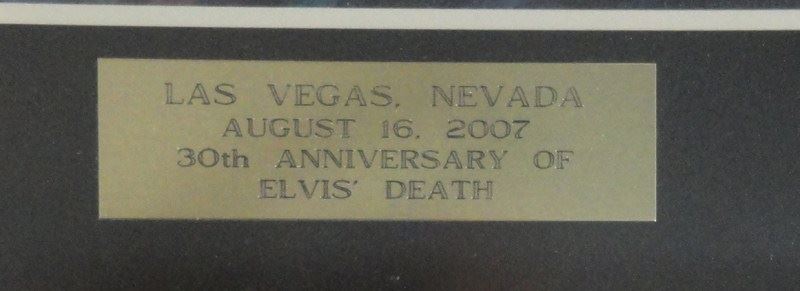 LAS VEGAS, NEVADA
AUGUST 16, 2007
30th ANNIVERSARY OF
ELVIS' DEATH